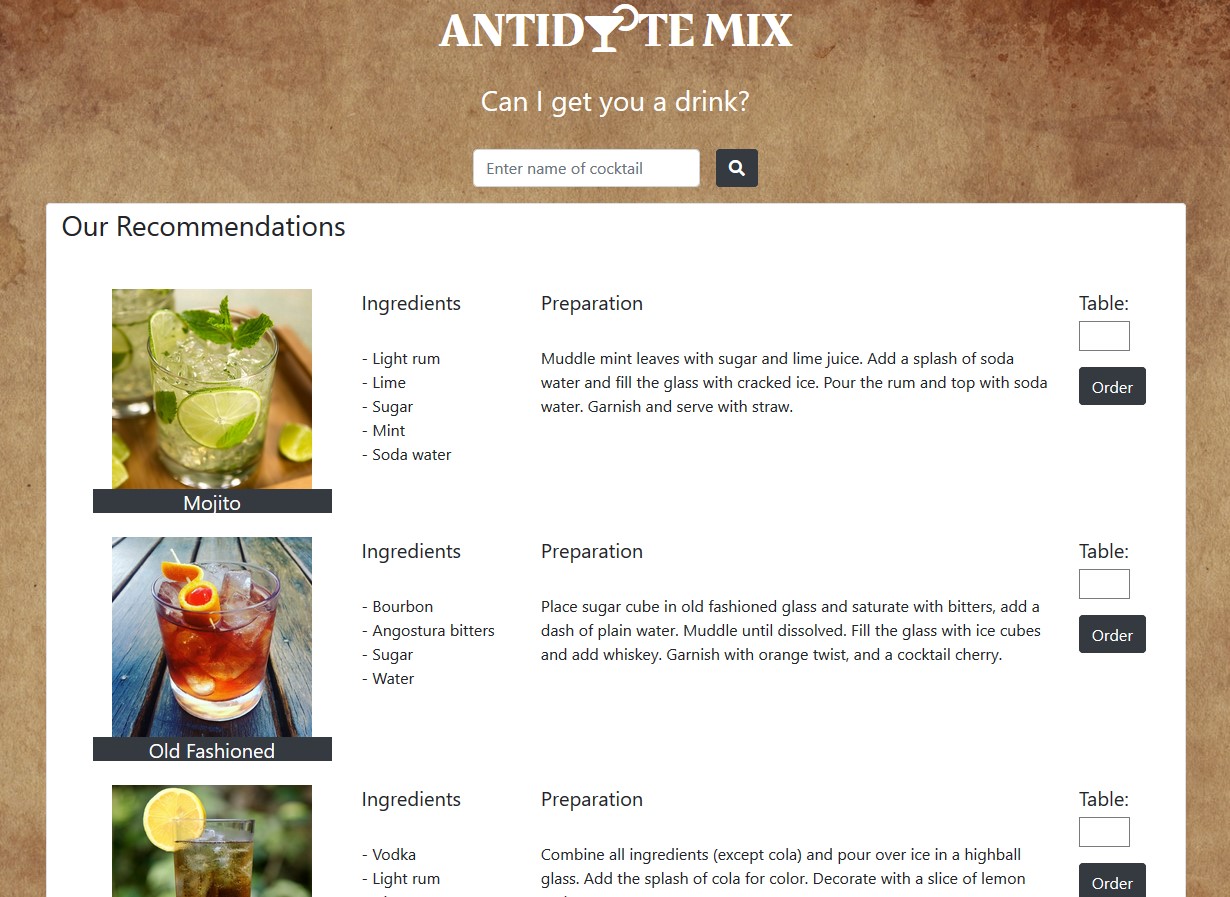 ANTIDOTE MIX
Can I get you a drink?
Enter name of cocktail
Our Recommendations
Ingredients
- Light rum
- Lime
- Sugar
- Mint
- Soda water
Preparation
Muddle mint leaves with sugar and lime juice. Add a splash of soda
water and fill the glass with cracked ice. Pour the rum and top with soda
water. Garnish and serve with straw.
Table:
Order
Mojito
Ingredients
- Bourbon
- Angostura bitters
- Sugar
- Water
Preparation
Place sugar cube in old fashioned glass and saturate with bitters, add a
dash of plain water. Muddle until dissolved. Fill the glass with ice cubes
and add whiskey. Garnish with orange twist, and a cocktail cherry.
Table:
Order
Old Fashioned
Ingredients
- Vodka
- Light rum
Preparation
Combine all ingredients (except cola) and pour over ice in a highball
glass. Add the splash of cola for color. Decorate with a slice of lemon
Table:
Order